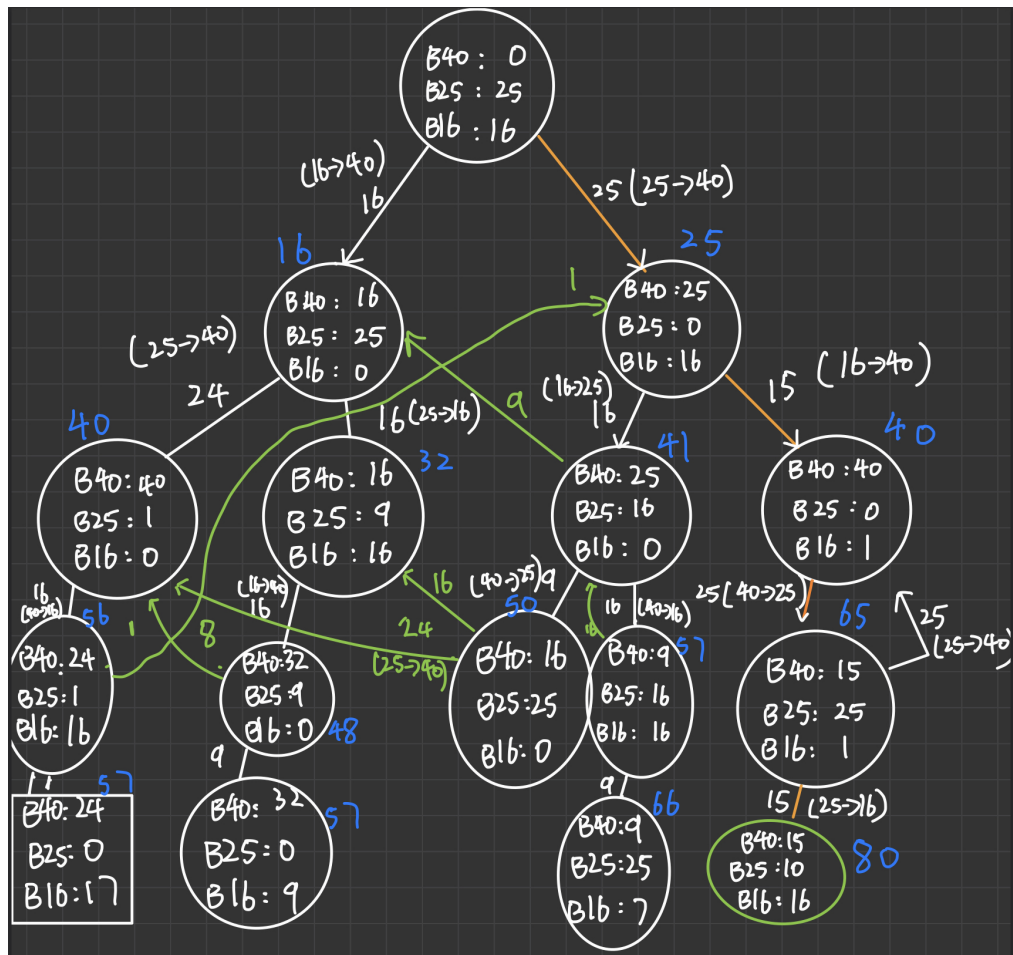 B40: 0
B25: 25
B16: 16
(16→40)
16
25 (25→40)
16
25
1
B40: 16
B25: 25
B16: 0
B40: 25
B25: 0
B16: 16
(25→40)
24
16 (25→16)
9
(16→25)
16
15 (16→40)
40
32
41
40
B40: 40
B25: 1
B16: 0
B40: 16
B25: 9
B16: 16
B40: 25
B25: 16
B16: 0
B40: 40
B25: 0
B16: 1
16
(40→16)
56
1
8
(16→40)
16
24
(25→40)
16
(40→25) 9
50
16
16
(40→16)
57
25 (40→25)
65
25
(25→40)
B40: 24
B25: 1
B16: 16
B40: 32
B25: 9
B16: 0
48
B40: 16
B25: 25
B16: 0
B40: 9
B25: 16
B16: 16
B40: 15
B25: 25
B16: 1
1
57
9
57
9
66
15 (25→16)
80
B40: 24
B25: 0
B16: 17
B40: 32
B25: 0
B16: 9
B40: 9
B25: 25
B16: 7
B40: 15
B25: 10
B16: 16